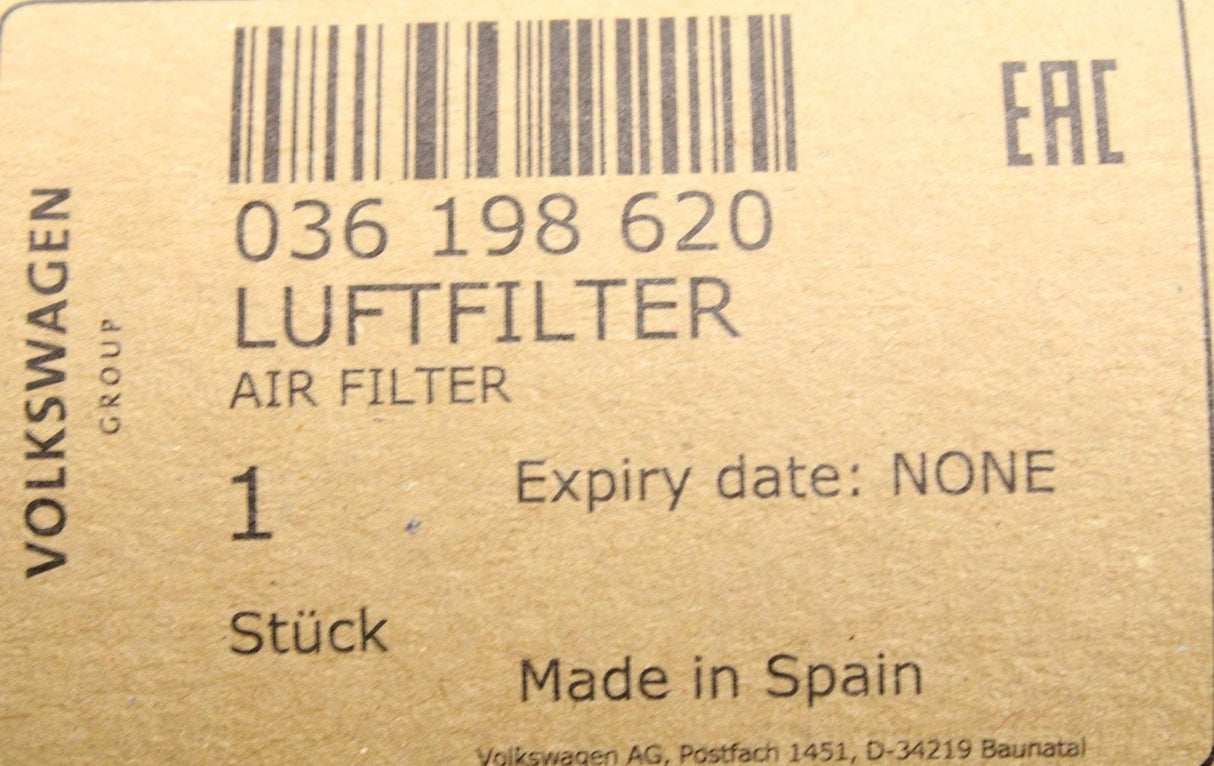 EAC
036 198 620
LUFTFILTER
AIR FILTER
VOLKSWAGEN
GROUP
1
Expiry date: NONE
Stück
Made in Spain
Volkswagen AG, Postfach 1451, D-34219 Baunatal